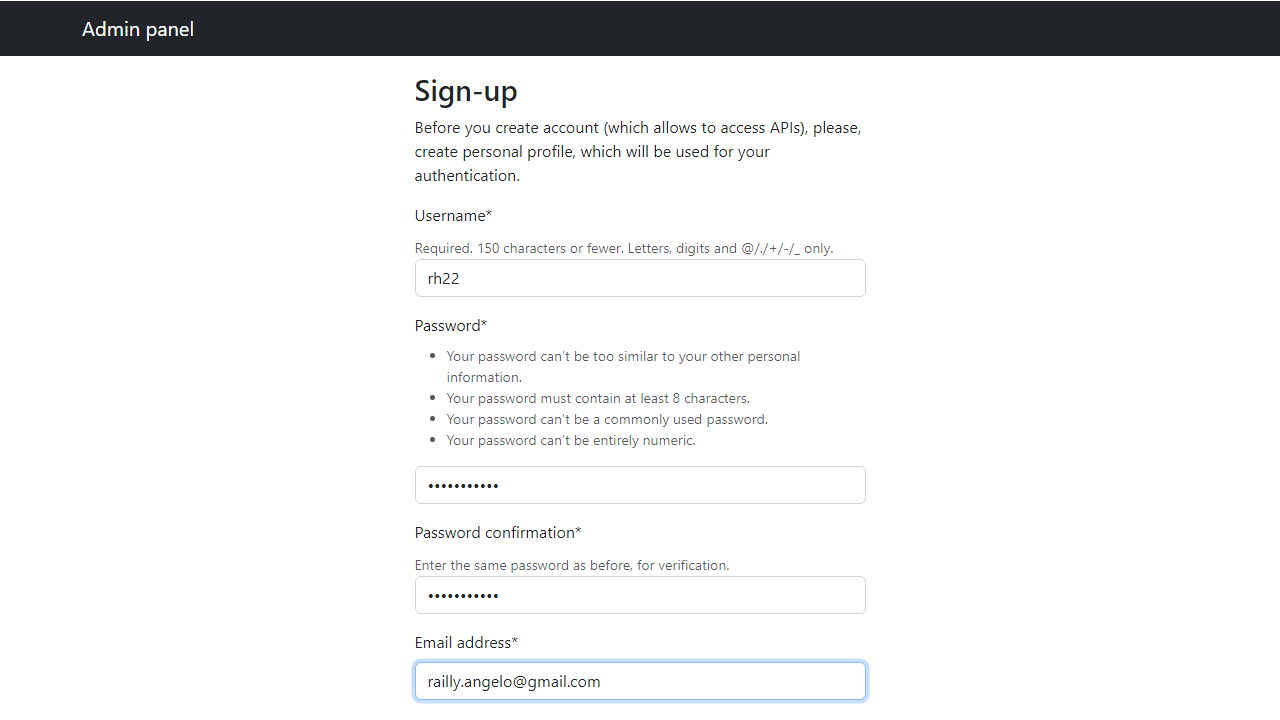 Admin panel
Sign-up
Before you create account (which allows to access APIs), please,
create personal profile, which will be used for your
authentication.
Username*
Required. 150 characters or fewer. Letters, digits and @/./+/-/_ only.
rh22
Password*
• Your password can't be too similar to your other personal
information.
• Your password must contain at least 8 characters.
• Your password can't be a commonly used password.
• Your password can't be entirely numeric.
•••••••••••
Password confirmation*
Enter the same password as before, for verification.
•••••••••••
Email address*
railly.angelo@gmail.com